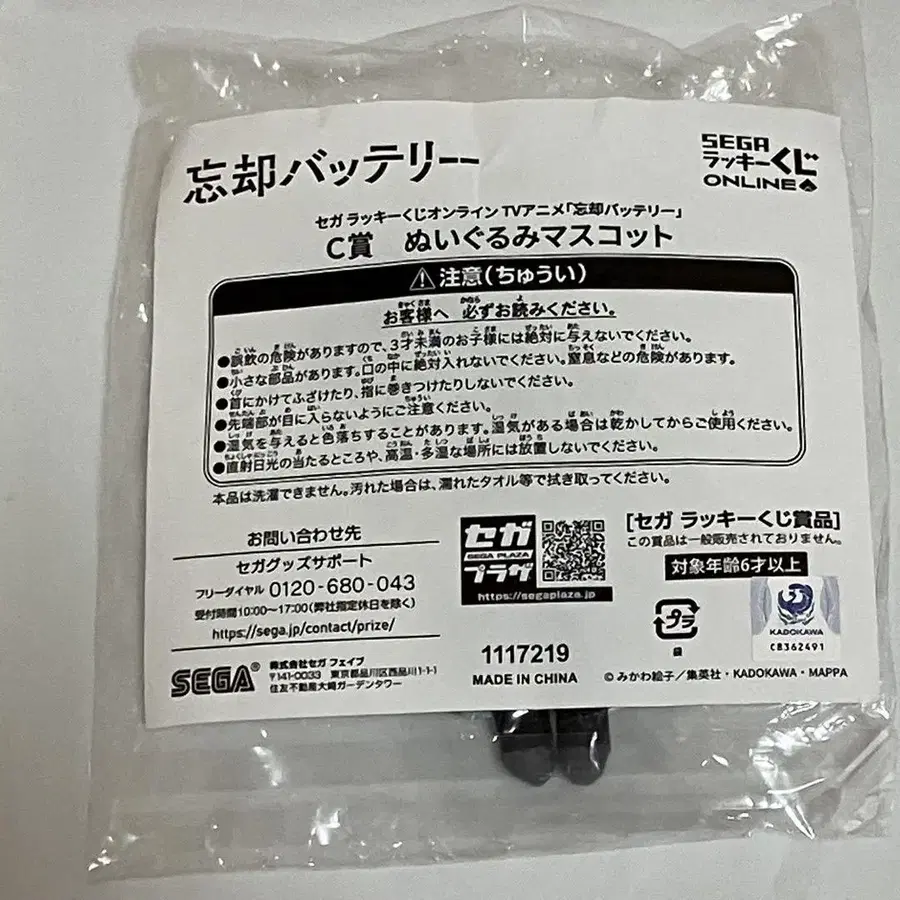 忘却バッテリー
SEGA
ラッキーくじ
ONLINE
セガ ラッキーくじオンライン TVアニメ「忘却バッテリー」
C賞 ぬいぐるみマスコット
注意(ちゅうい)
お客様へ 必ずお読みください。
●誤飲の危険がありますので、3才未満のお子様には絶対に与えないでください。
●小さな部品があります。口の中に絶対入れないでください。窒息などの危険があります。
●首にかけてふざけたり、指に巻きつけたりしないでください。
●先端部が目に入らないようにご注意ください。
●湿気を与えると色落ちすることがあります。湿気がある場合は乾かしてからご使用ください。
●直射日光の当たるところや、高温・多湿な場所には放置しないでください。
本品は洗濯できません。汚れた場合は、濡れたタオル等で拭き取ってください。
お問い合わせ先
セガグッズサポート
フリーダイヤル 0120-680-043
受付時間10:00~17:00(弊社指定休日を除く)
https://sega.jp/contact/prize/
SEGA®
株式会社セガ フェイブ
〒141-0033 東京都品川区西品川1-1-1
住友不動産大崎ガーデンタワー
セガ
SEGA PLAZA
プラザ
https://segaplaza.jp
1117219
MADE IN CHINA
[セガ ラッキーくじ賞品]
この賞品は一般販売されておりません。
対象年齢6才以上
プラ
袋
KADOKAWA
CB362491
©みかわ絵子/集英社・KADOKAWA・MAPPA